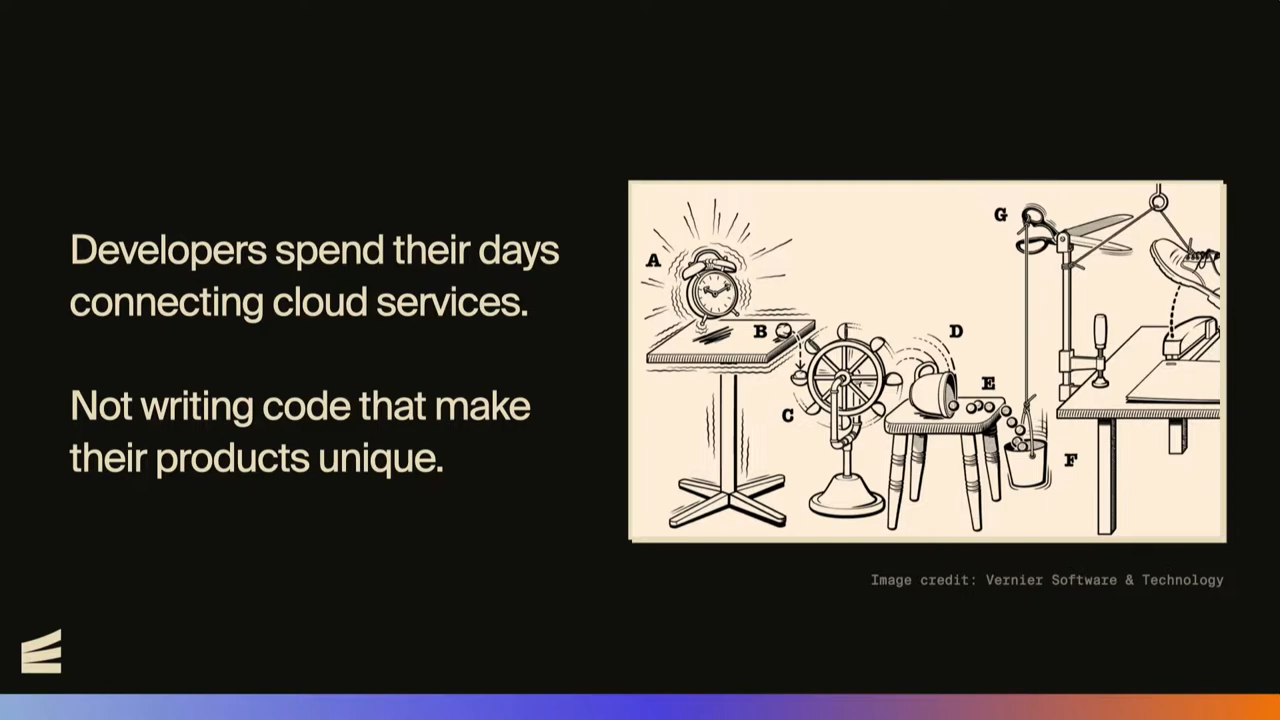 Developers spend their days
connecting cloud services.
Not writing code that make
their products unique.
A
B
C
D
E
F
G
Image credit: Vernier Software & Technology